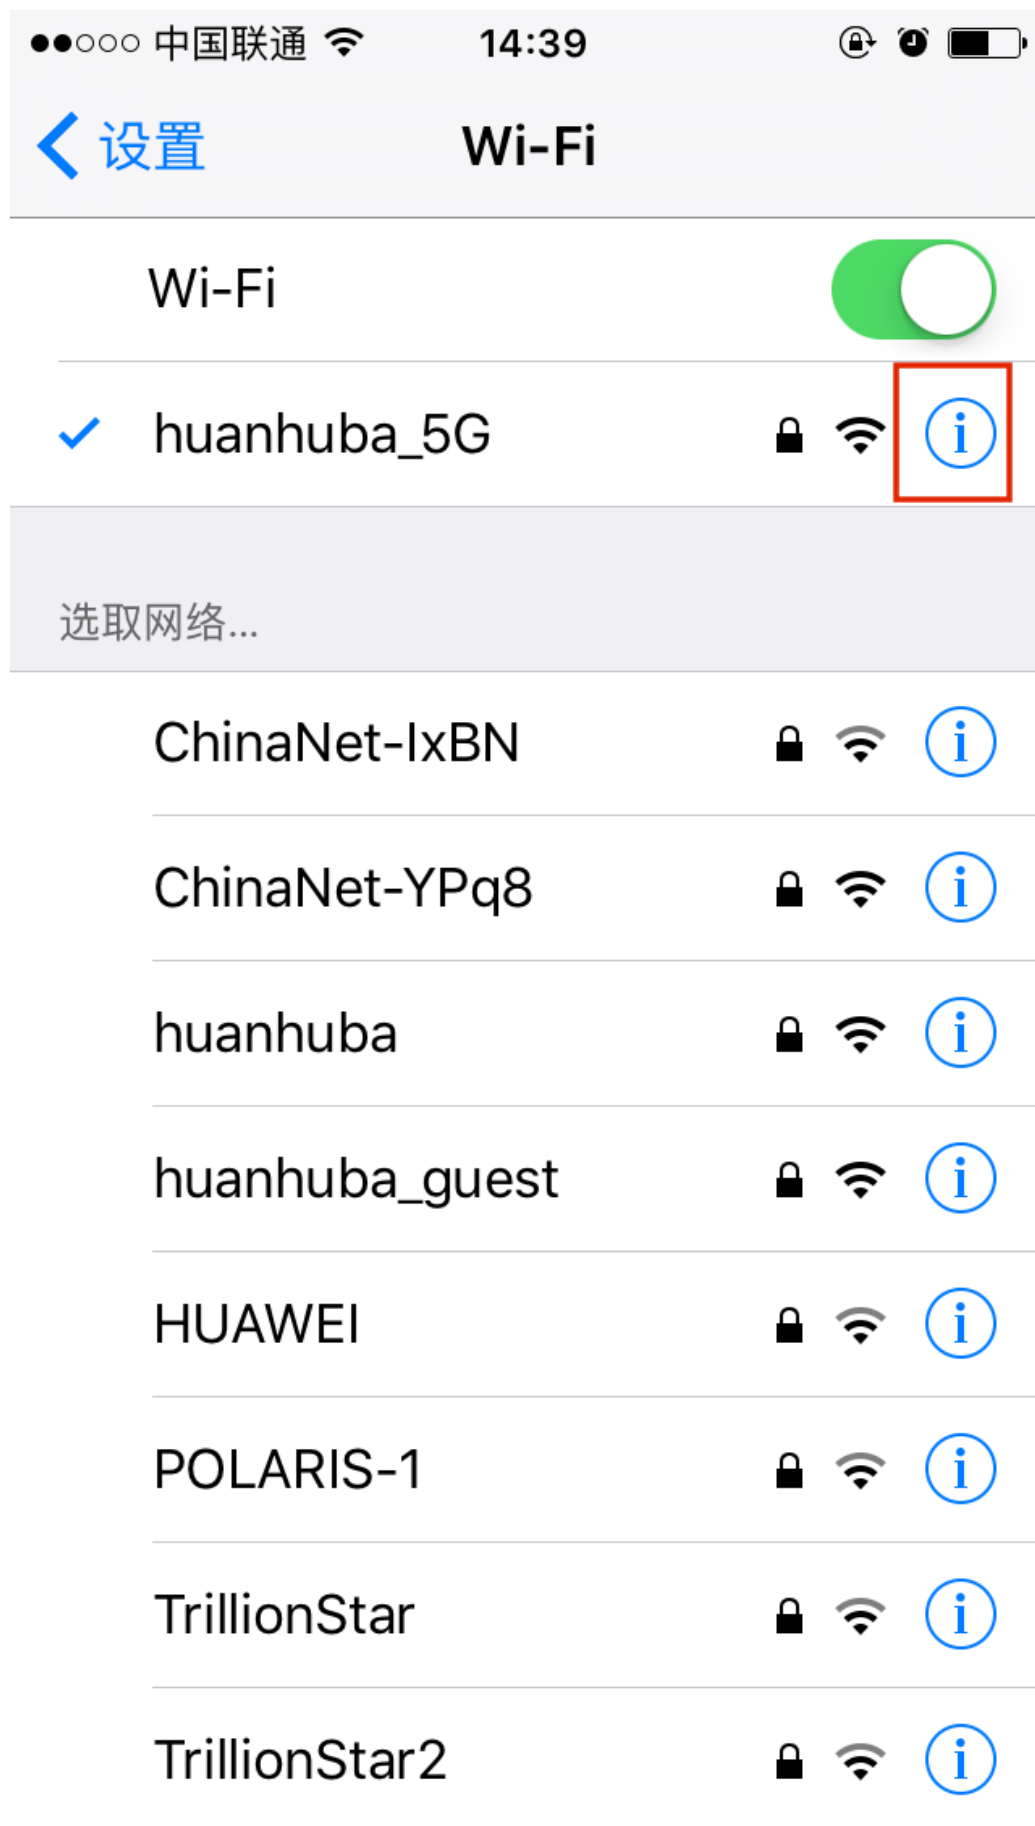 中国联通 14:39
设置 Wi-Fi
Wi-Fi
huanhuba_5G
选取网络...
ChinaNet-IxBN
ChinaNet-YPq8
huanhuba
huanhuba_guest
HUAWEI
POLARIS-1
TrillionStar
TrillionStar2